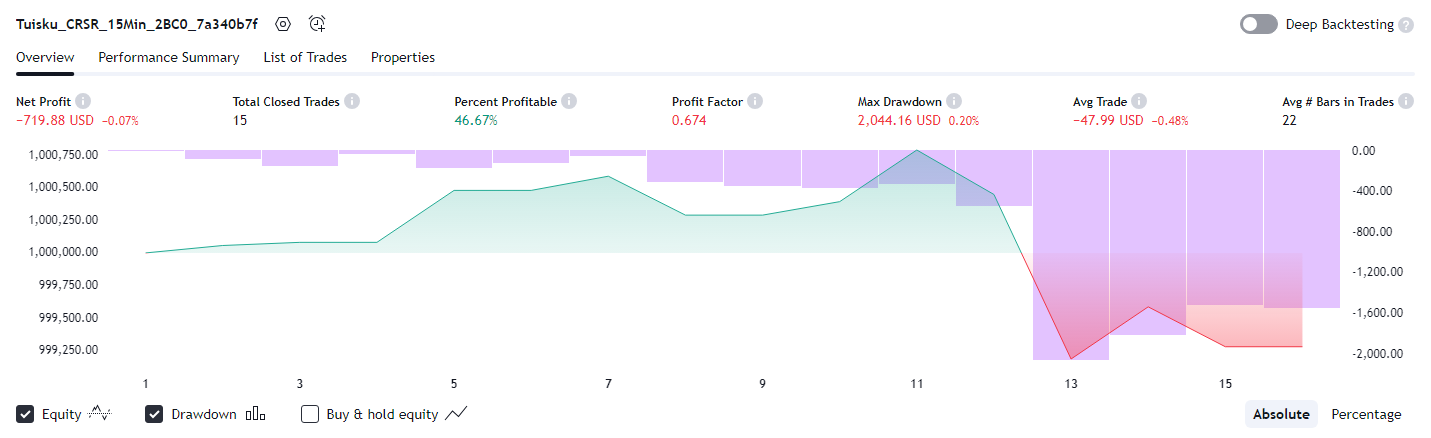 Tuisku_CRSR_15Min_2BC0_7a340b7f
Deep Backtesting ?
Overview Performance Summary List of Trades Properties
Net Profit Total Closed Trades Percent Profitable Profit Factor Max Drawdown Avg Trade Avg # Bars in Trades
−719.88 USD −0.07% 15 46.67% 0.674 2,044.16 USD 0.20% −47.99 USD −0.48% 22
1,000,750.00 0.00
1,000,500.00 -400.00
1,000,250.00 -800.00
1,000,000.00 -1,200.00
999,750.00 -1,600.00
999,500.00 -2,000.00
999,250.00
1 3 5 7 9 11 13 15
Equity Drawdown Buy & hold equity Absolute Percentage